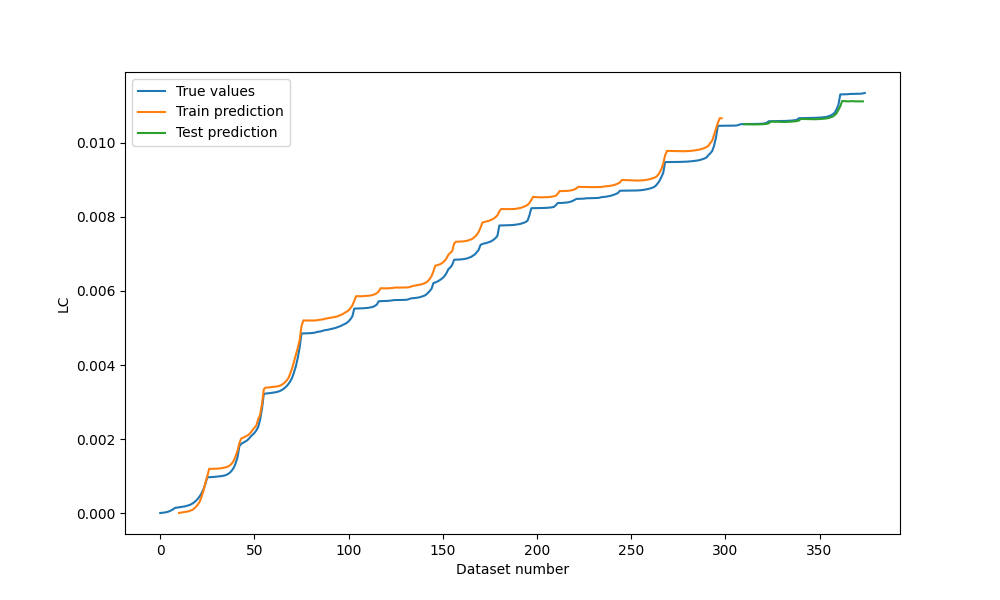 True values
Train prediction
Test prediction
0.010
0.008
0.006
0.004
0.002
0.000
LC
0 50 100 150 200 250 300 350
Dataset number